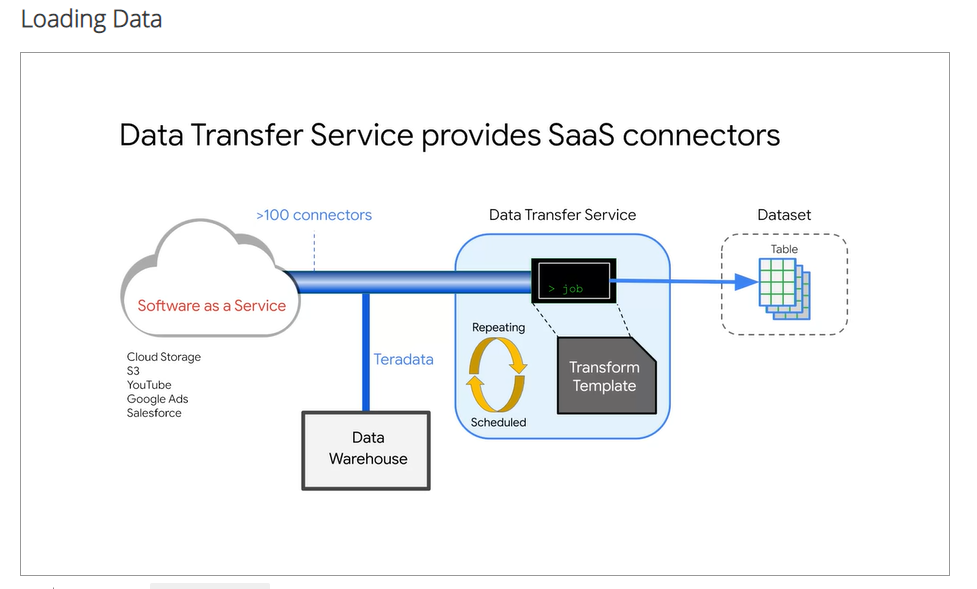 Loading Data
Data Transfer Service provides SaaS connectors
>100 connectors
Data Transfer Service
Dataset
Table
Software as a Service
> job
Cloud Storage
S3
YouTube
Google Ads
Salesforce
Teradata
Repeating
Scheduled
Transform
Template
Data
Warehouse